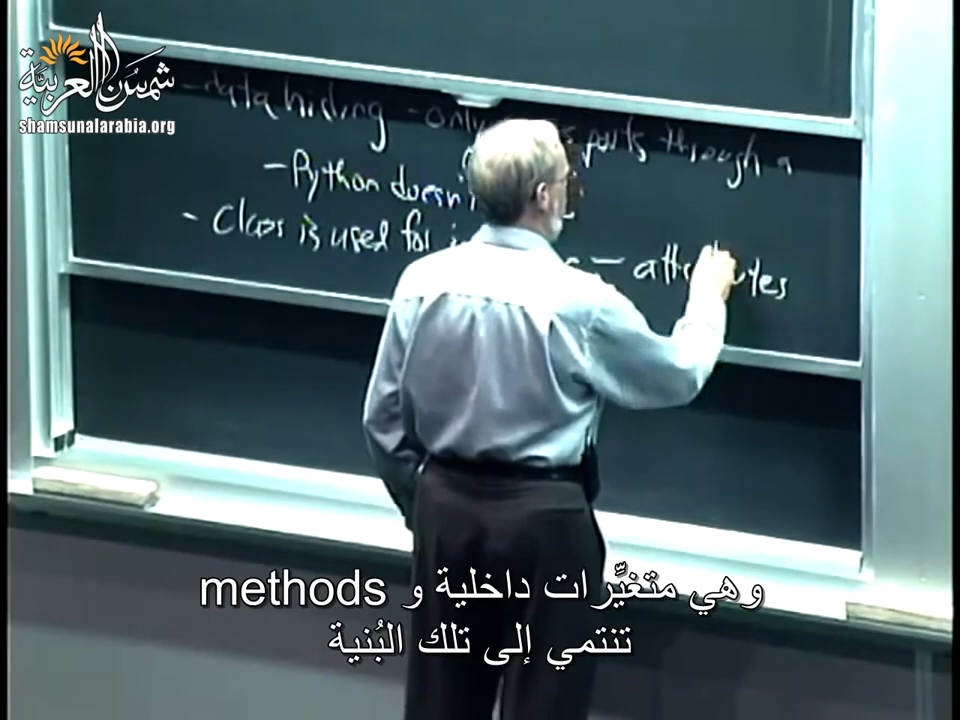 شمس العربية
shamsunalarabia.org
- data hiding - only through a
- Python doesn't
- Class is used for - attributes
وهي متغيِّرات داخلية و methods
تنتمي إلى تلك البُنية